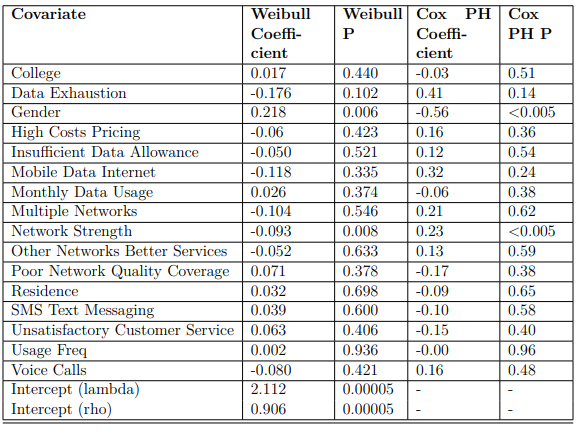 Covariate Weibull Coeffi-cient Weibull P Cox PH Coeffi-cient Cox PH P
College 0.017 0.440 -0.03 0.51
Data Exhaustion -0.176 0.102 0.41 0.14
Gender 0.218 0.006 -0.56 <0.005
High Costs Pricing -0.06 0.423 0.16 0.36
Insufficient Data Allowance -0.050 0.521 0.12 0.54
Mobile Data Internet -0.118 0.335 0.32 0.24
Monthly Data Usage 0.026 0.374 -0.06 0.38
Multiple Networks -0.104 0.546 0.21 0.62
Network Strength -0.093 0.008 0.23 <0.005
Other Networks Better Services -0.052 0.633 0.13 0.59
Poor Network Quality Coverage 0.071 0.378 -0.17 0.38
Residence 0.032 0.698 -0.09 0.65
SMS Text Messaging 0.039 0.600 -0.10 0.58
Unsatisfactory Customer Service 0.063 0.406 -0.15 0.40
Usage Freq 0.002 0.936 -0.00 0.96
Voice Calls -0.080 0.421 0.16 0.48
Intercept (lambda) 2.112 0.00005 - -
Intercept (rho) 0.906 0.00005 - -